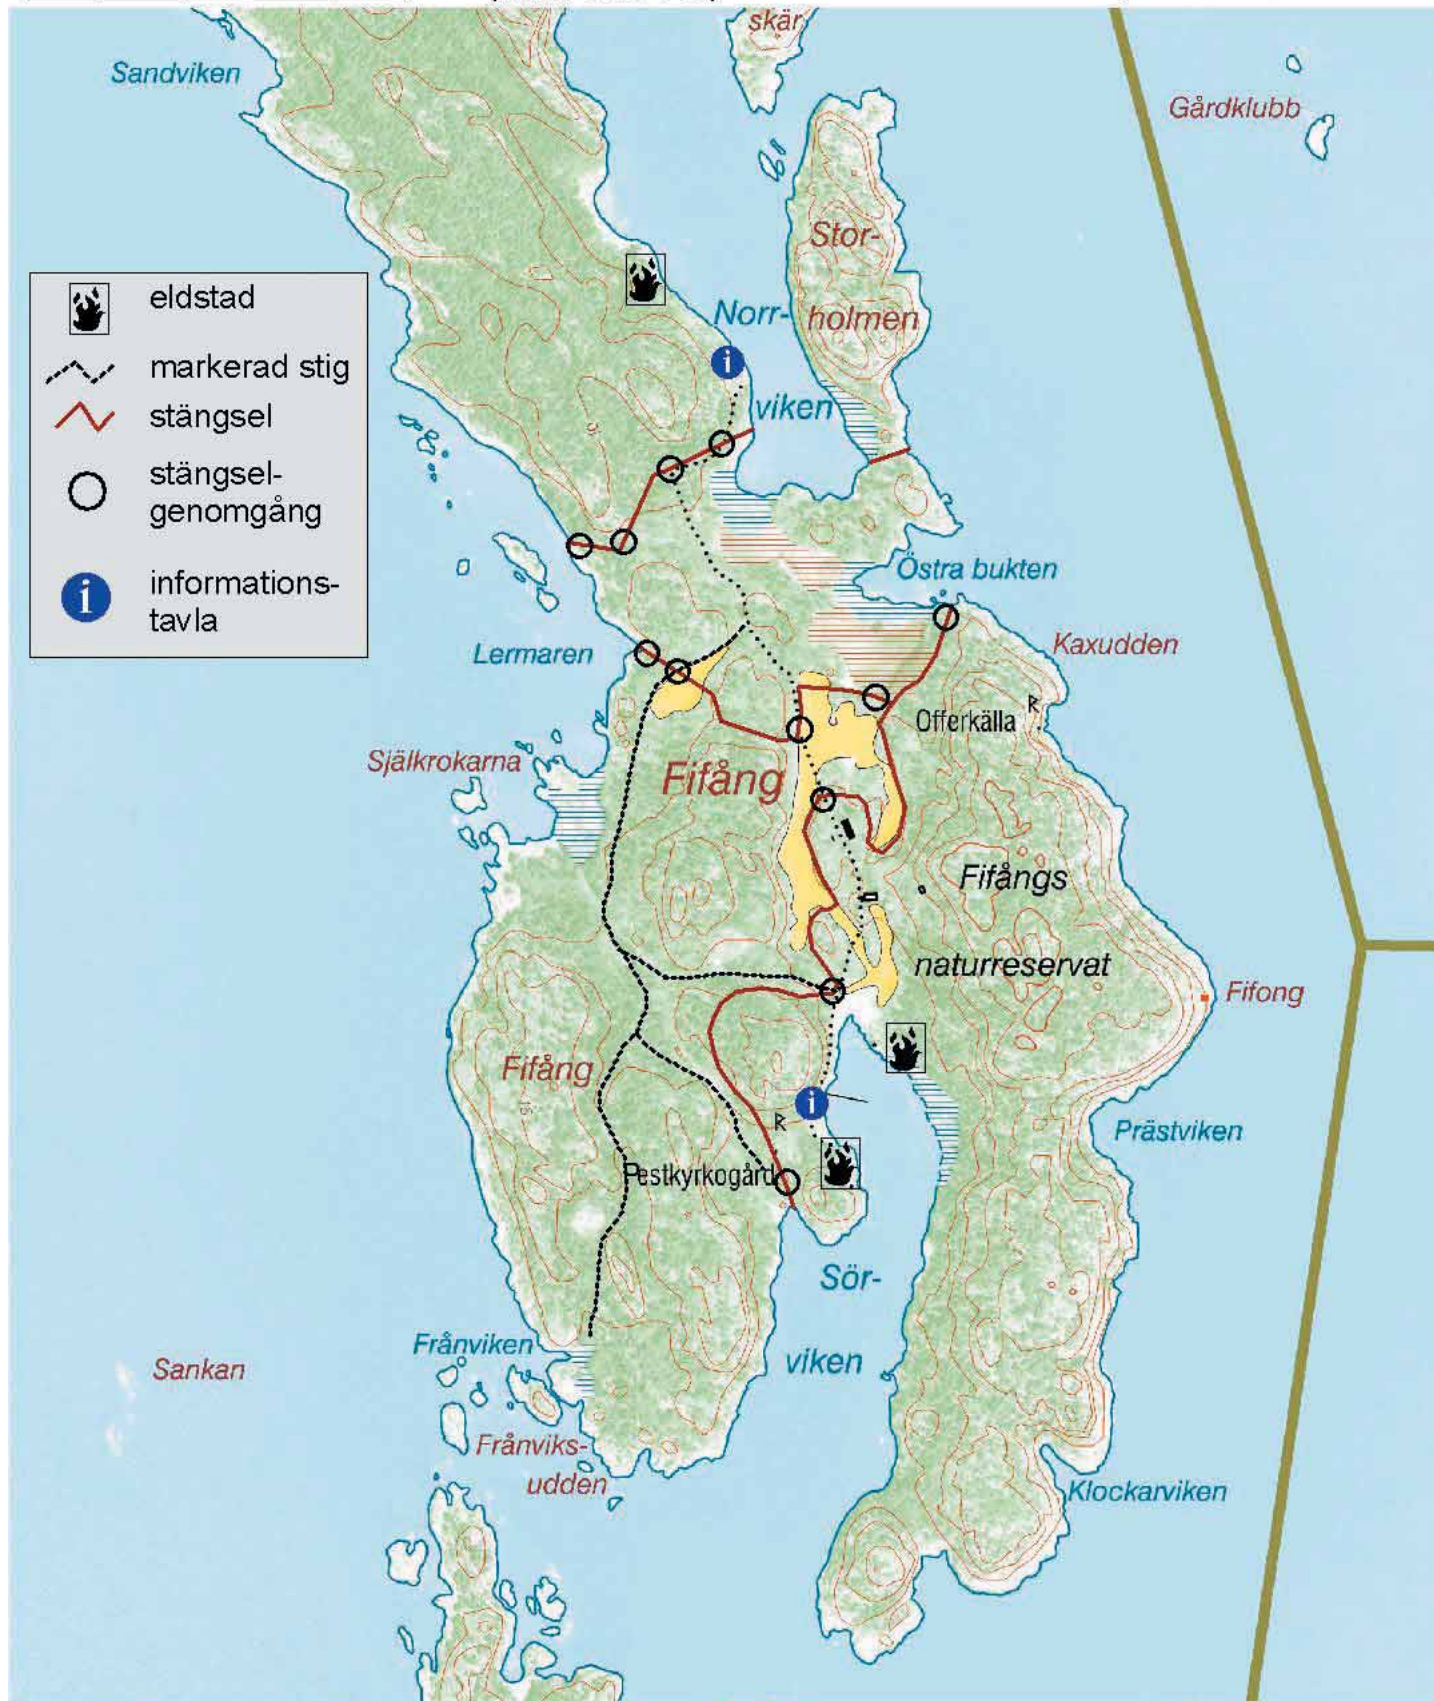 skär
Sandviken
Gårdklubb
Stor-
holmen
eldstad
markerad stig
stängsel
stängsel-
genomgång
informations-
tavla
Norr-
viken
Östra bukten
Kaxudden
Lermaren
Offerkälla
R
Själkrokarna
Fifång
Fifångs
naturreservat
Fifong
Fifång
Prästviken
R
Pestkyrkogård
Sör-
viken
Frånviken
Sankan
Frånviks-
udden
Klockarviken
i
i
i